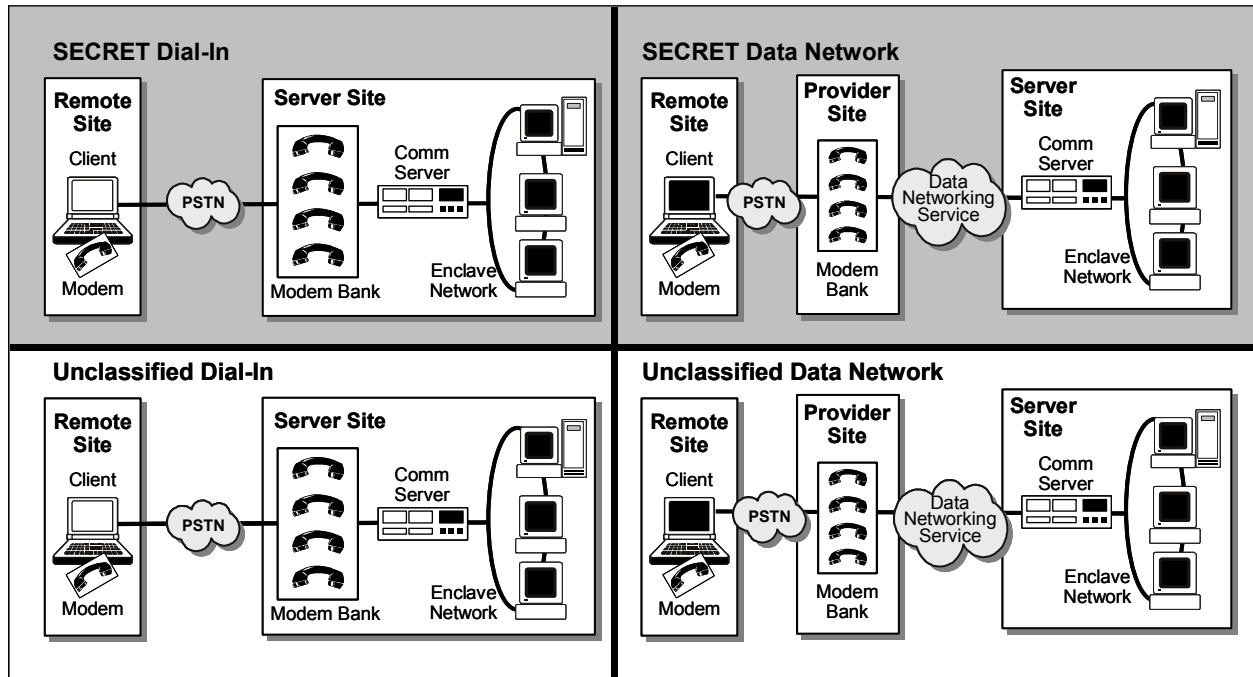 SECRET Dial-In
Remote
Site
Client
Modem
PSTN
Server Site
Modem Bank
Comm
Server
Enclave
Network
SECRET Data Network
Remote
Site
Client
Modem
PSTN
Provider
Site
Modem
Bank
Data
Networking
Service
Server
Site
Comm
Server
Enclave
Network
Unclassified Dial-In
Remote
Site
Client
Modem
PSTN
Server Site
Modem Bank
Comm
Server
Enclave
Network
Unclassified Data Network
Remote
Site
Client
Modem
PSTN
Provider
Site
Modem
Bank
Data
Networking
Service
Server
Site
Comm
Server
Enclave
Network